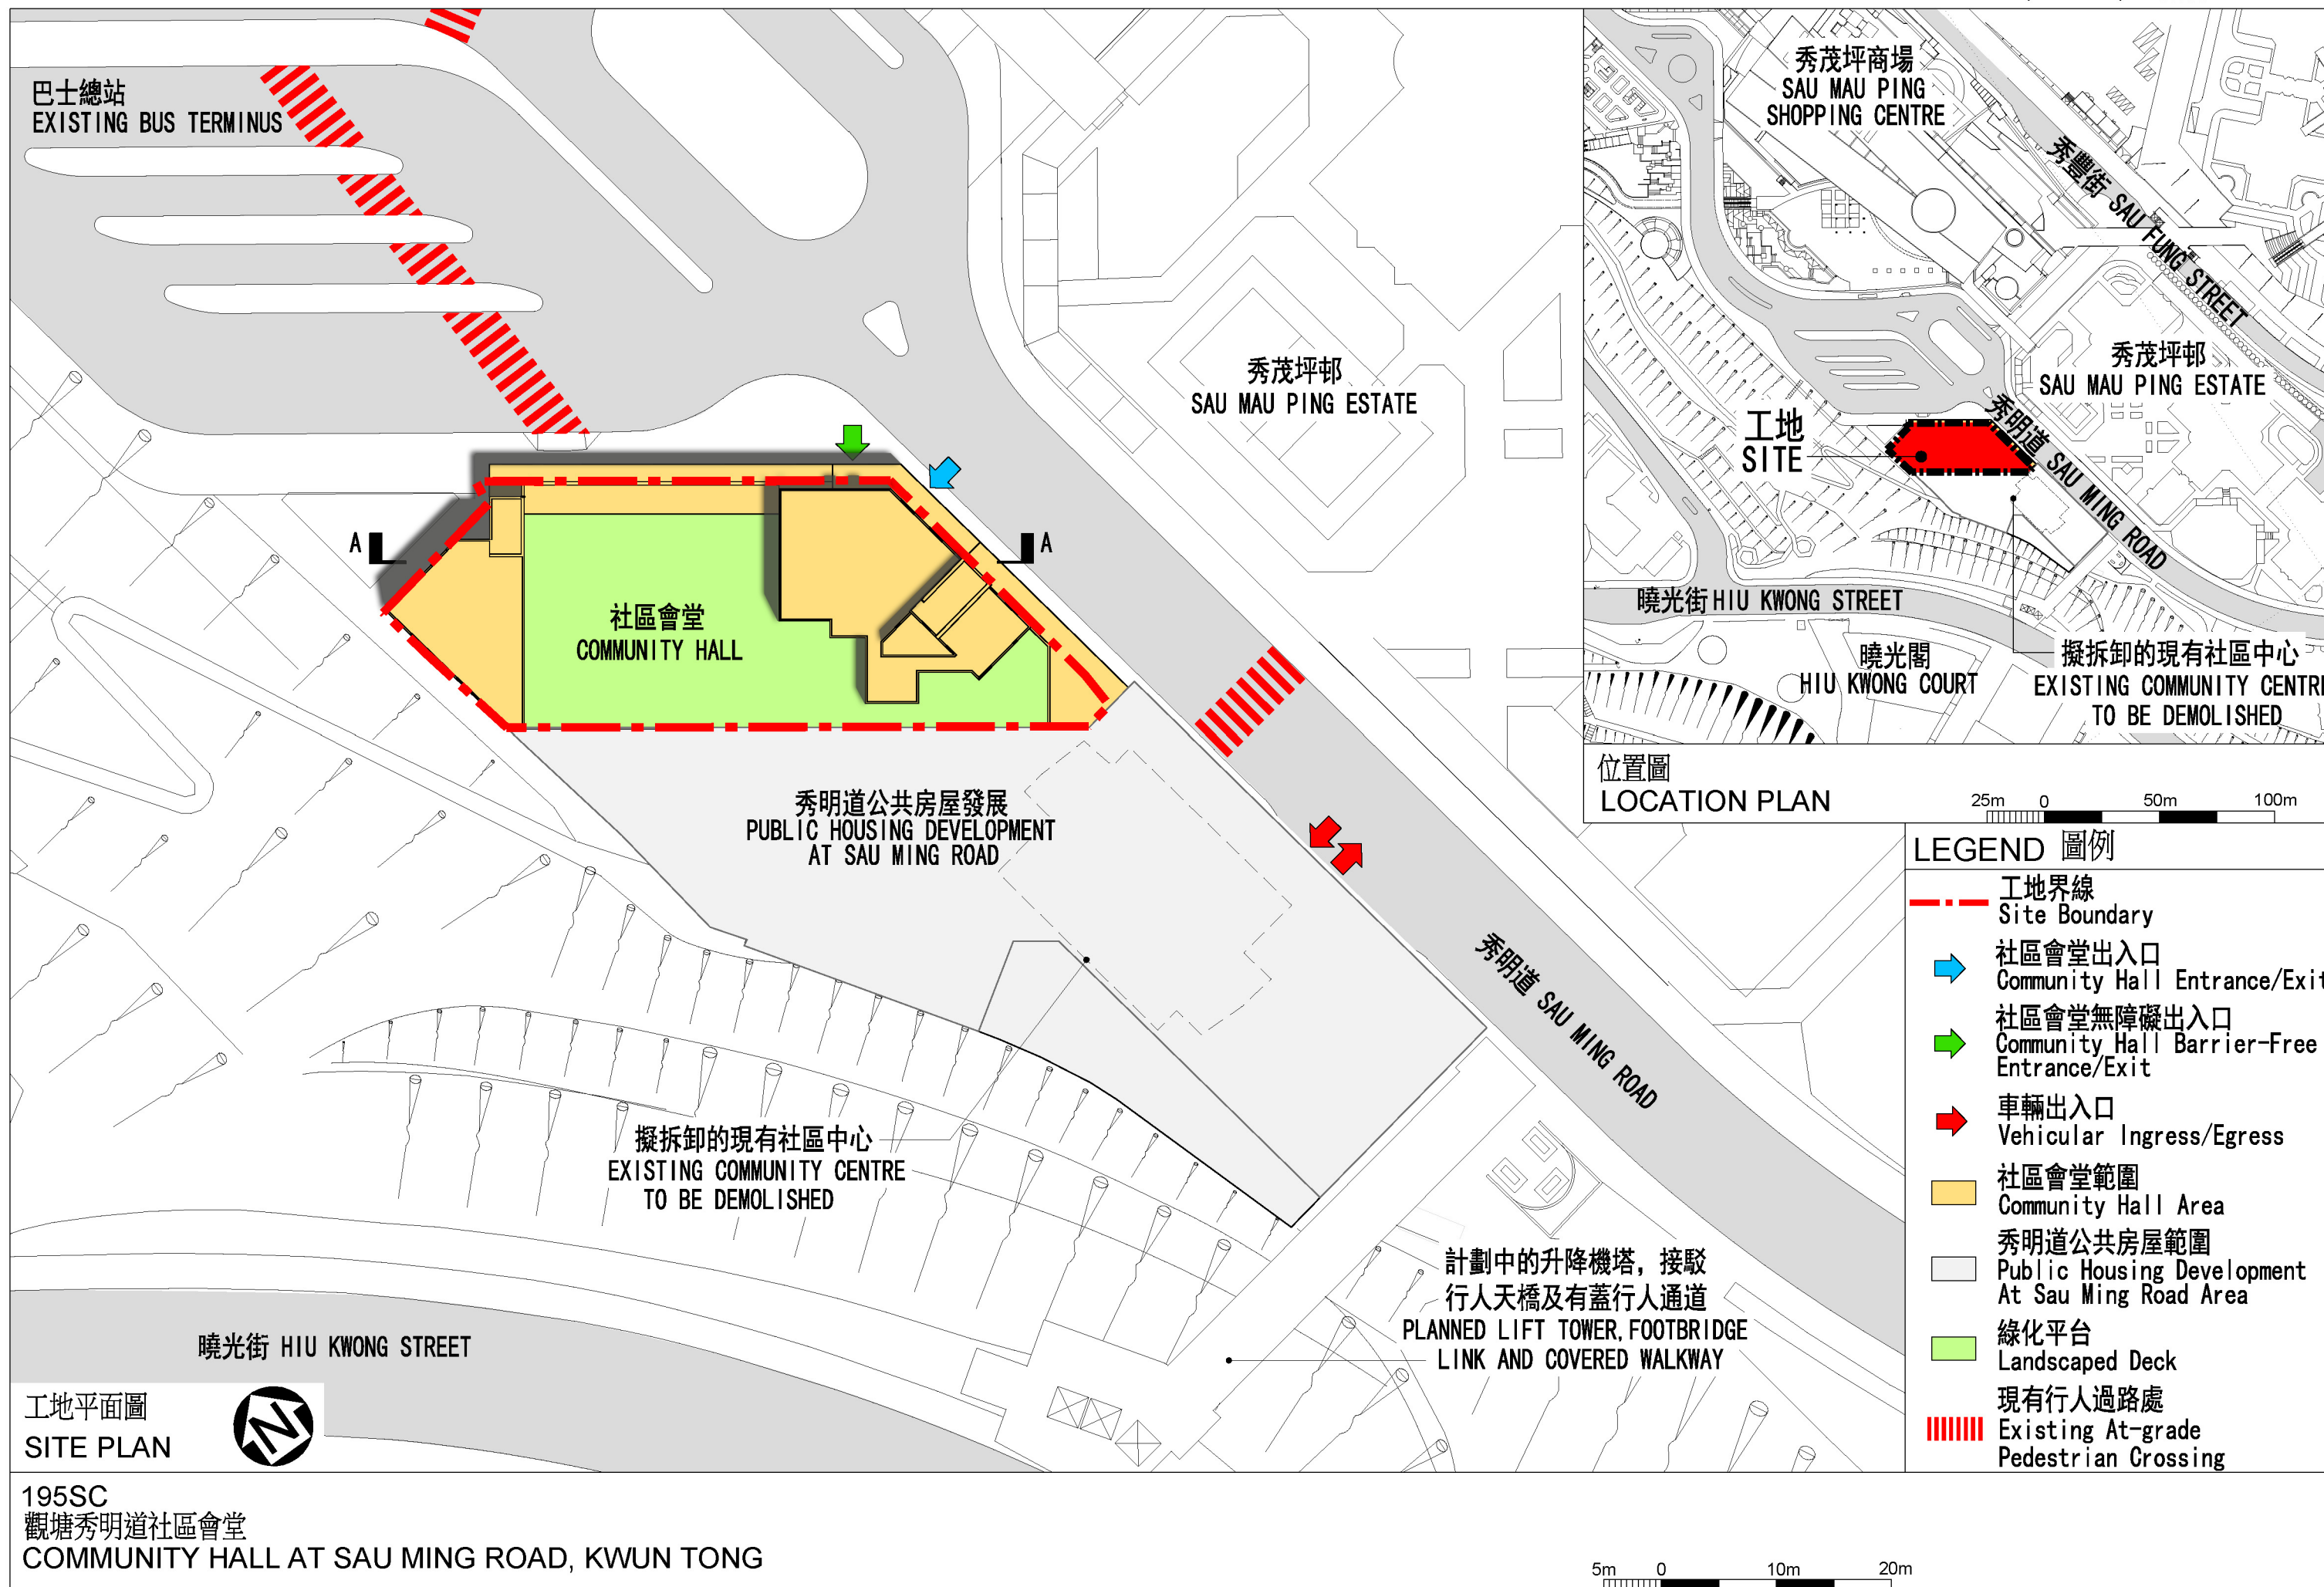 巴士總站
EXISTING BUS TERMINUS
秀茂坪邨
SAU MAU PING ESTATE
A
A
社區會堂
COMMUNITY HALL
秀明道公共房屋發展
PUBLIC HOUSING DEVELOPMENT
AT SAU MING ROAD
秀明道 SAU MING ROAD
擬拆卸的現有社區中心
EXISTING COMMUNITY CENTRE
TO BE DEMOLISHED
計劃中的升降機塔，接駁
行人天橋及有蓋行人通道
PLANNED LIFT TOWER, FOOTBRIDGE
LINK AND COVERED WALKWAY
曉光街 HIU KWONG STREET
工地平面圖
SITE PLAN
N
秀茂坪商場
SAU MAU PING
SHOPPING CENTRE
秀豐街 SAU FUNG STREET
秀茂坪邨
SAU MAU PING ESTATE
工地
SITE
秀明道 SAU MING ROAD
曉光街 HIU KWONG STREET
曉光閣
HIU KWONG COURT
擬拆卸的現有社區中心
EXISTING COMMUNITY CENTRE
TO BE DEMOLISHED
位置圖
LOCATION PLAN
25m 0 50m 100m
LEGEND 圖例
工地界線
Site Boundary
社區會堂出入口
Community Hall Entrance/Exit
社區會堂無障礙出入口
Community Hall Barrier-Free
Entrance/Exit
車輛出入口
Vehicular Ingress/Egress
社區會堂範圍
Community Hall Area
秀明道公共房屋範圍
Public Housing Development
At Sau Ming Road Area
綠化平台
Landscaped Deck
現有行人過路處
Existing At-grade
Pedestrian Crossing
195SC
觀塘秀明道社區會堂
COMMUNITY HALL AT SAU MING ROAD, KWUN TONG
5m 0 10m 20m